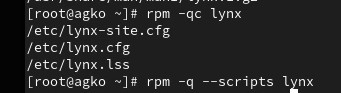 [root@agko ~]# rpm -qc lynx
/etc/lynx-site.cfg
/etc/lynx.cfg
/etc/lynx.lss
[root@agko ~]# rpm -q --scripts lynx